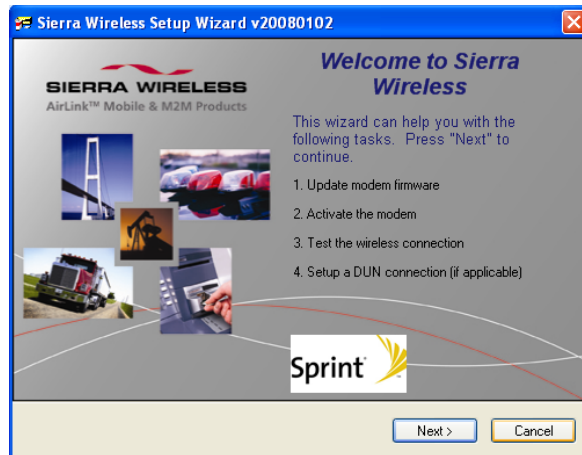 Sierra Wireless Setup Wizard v20080102
SIERRA WIRELESS
AirLink™ Mobile & M2M Products
Welcome to Sierra
Wireless
This wizard can help you with the
following tasks. Press "Next" to
continue.
1. Update modem firmware
2. Activate the modem
3. Test the wireless connection
4. Setup a DUN connection (if applicable)
Sprint
Next >
Cancel